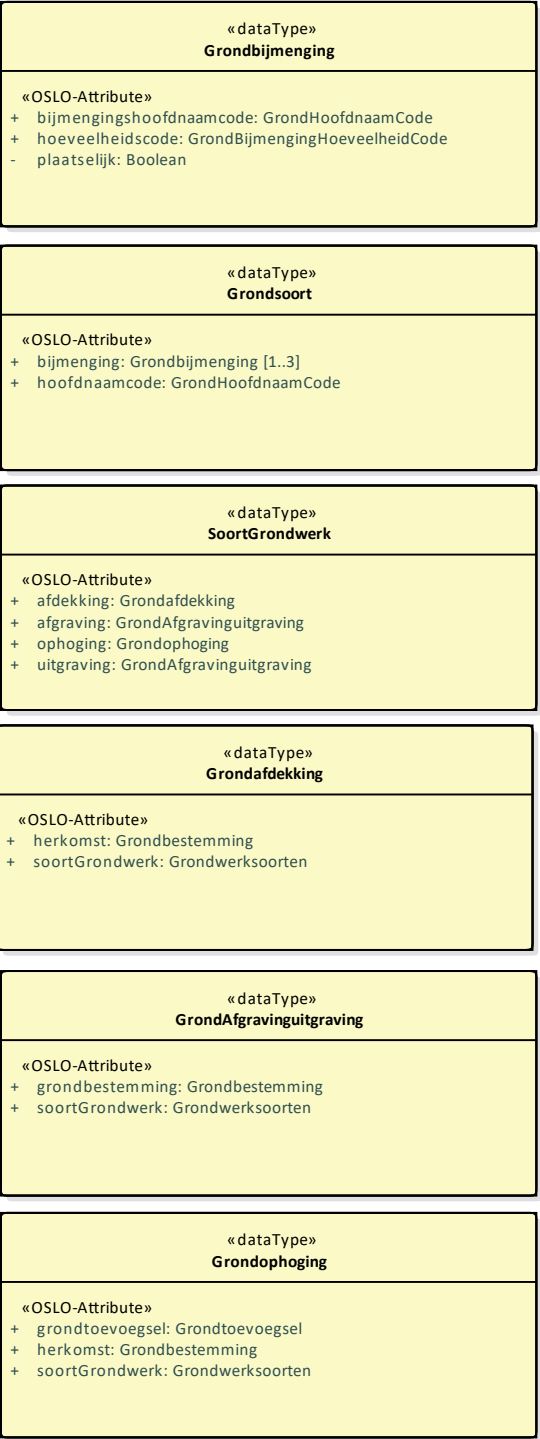 «dataType»
Grondbijmenging
«OSLO-Attribute»
+ bijmengingshoofdnaamcode: GrondHoofdnaamCode
+ hoeveelheidscode: GrondBijmengingHoeveelheidCode
- plaatselijk: Boolean
«dataType»
Grondsoort
«OSLO-Attribute»
+ bijmenging: Grondbijmenging [1..3]
+ hoofdnaamcode: GrondHoofdnaamCode
«dataType»
SoortGrondwerk
«OSLO-Attribute»
+ afdekking: Grondafdekking
+ afgraving: GrondAfgravinguitgraving
+ ophoging: Grondophoging
+ uitgraving: GrondAfgravinguitgraving
«dataType»
Grondafdekking
«OSLO-Attribute»
+ herkomst: Grondbestemming
+ soortGrondwerk: Grondwerksoorten
«dataType»
GrondAfgravinguitgraving
«OSLO-Attribute»
+ grondbestemming: Grondbestemming
+ soortGrondwerk: Grondwerksoorten
«dataType»
Grondophoging
«OSLO-Attribute»
+ grondtoevoegsel: Grondtoevoegsel
+ herkomst: Grondbestemming
+ soortGrondwerk: Grondwerksoorten